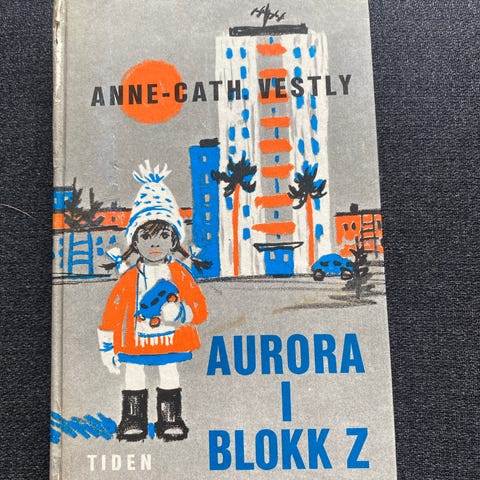 ANNE-CATH. VESTLY
AURORA
I
BLOKK Z
TIDEN